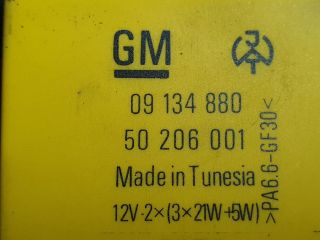 GM
09 134 880
50 206 001
Made in Tunesia
12V-2×(3×21W+5W)
>PA6.6-GF30<